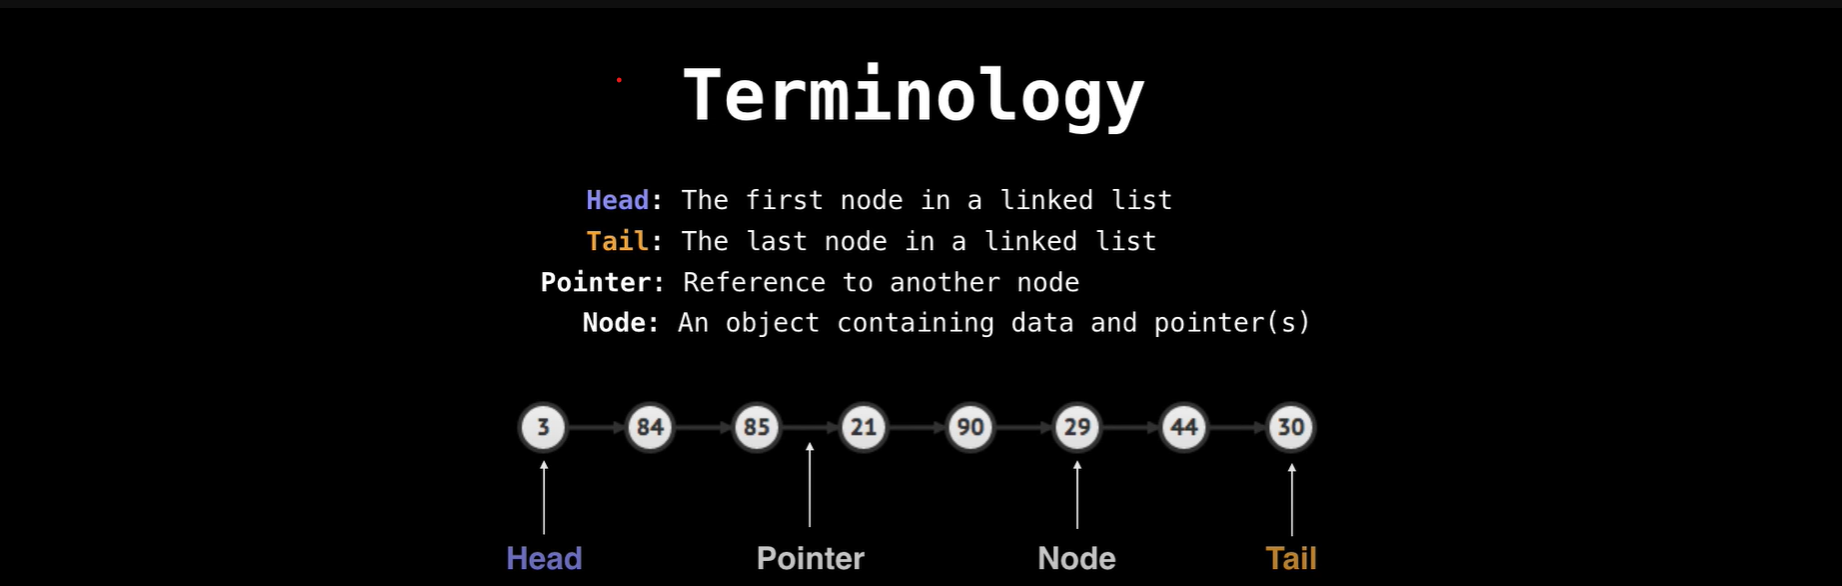 Terminology
Head: The first node in a linked list
Tail: The last node in a linked list
Pointer: Reference to another node
Node: An object containing data and pointer(s)
3 84 85 21 90 29 44 30
Head Pointer Node Tail